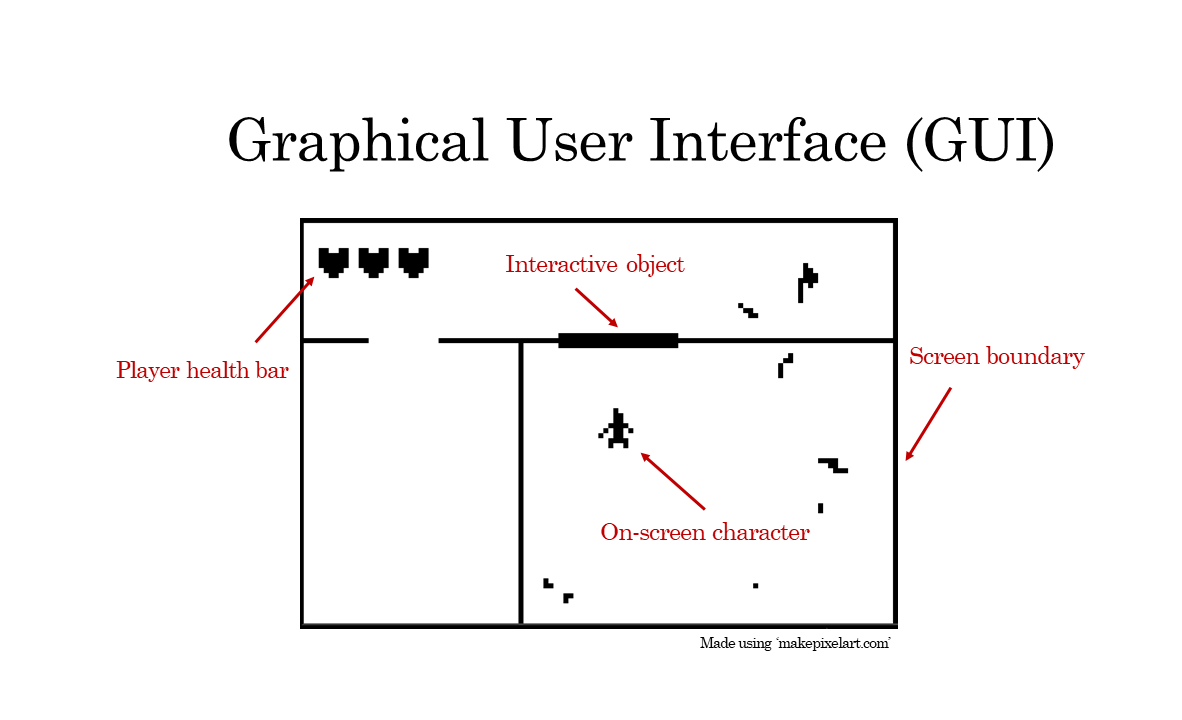 Graphical User Interface (GUI)
Interactive object
Player health bar
Screen boundary
On-screen character
Made using ‘makepixelart.com’